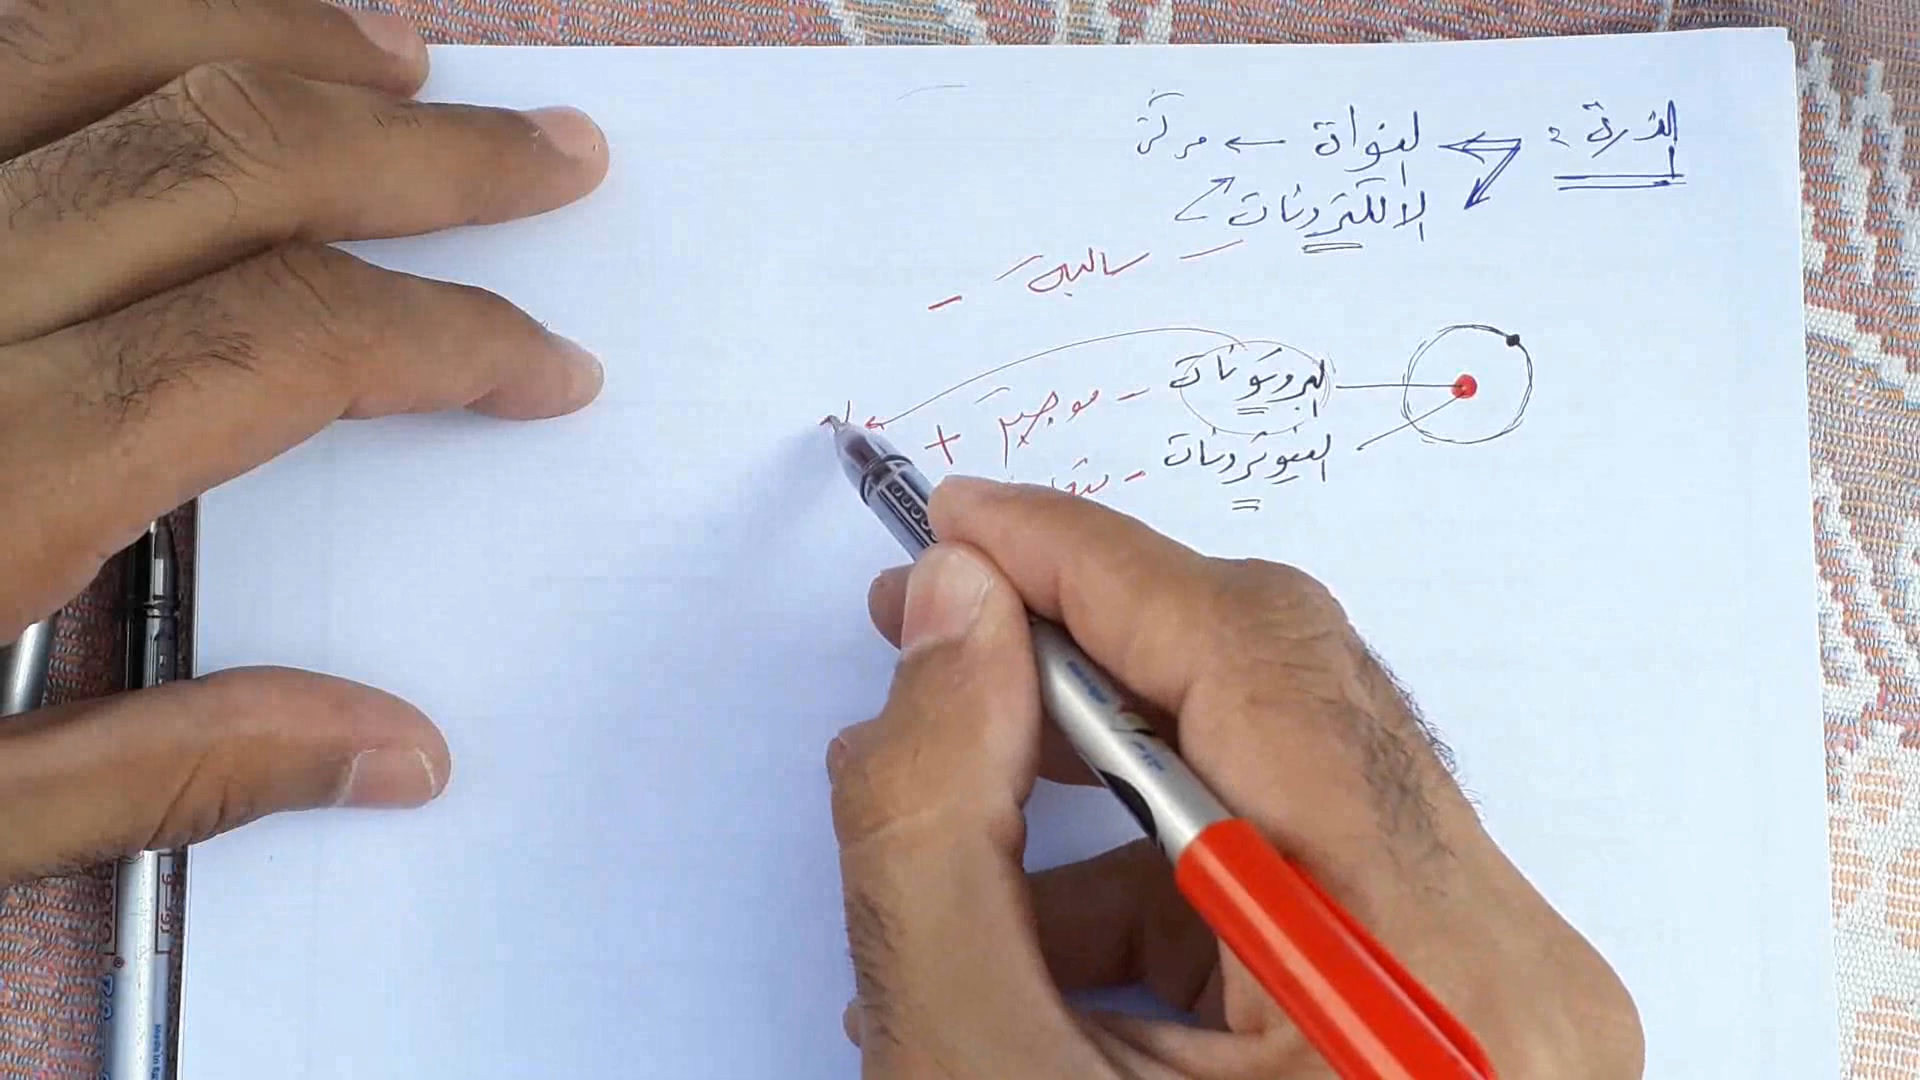 الذرة : النواة ← مركز
الالكترونات
- سالبة -
البروتونات - موجبة +
النيوترونات -